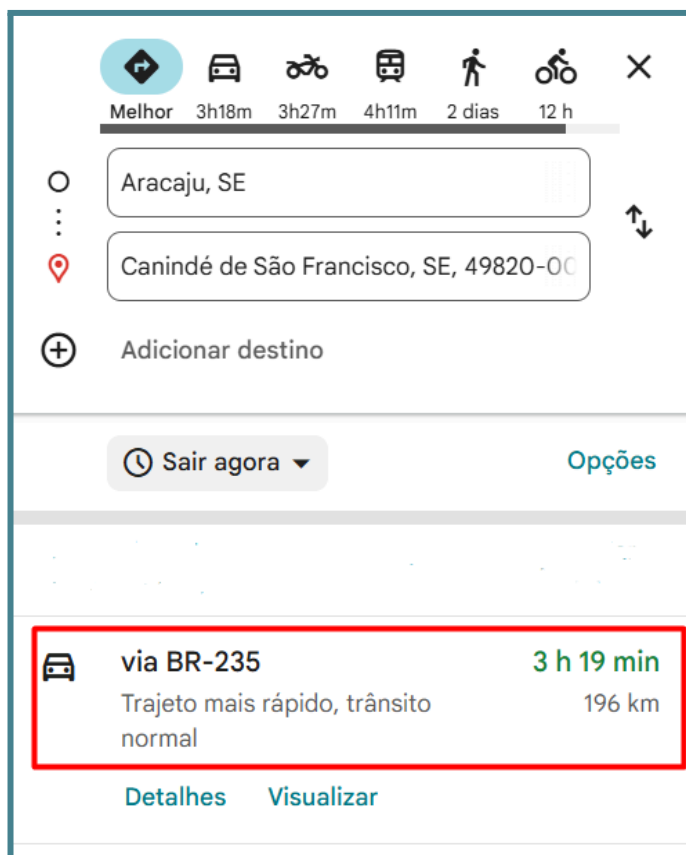 Melhor 3h18m 3h27m 4h11m 2 dias 12 h
Aracaju, SE
Canindé de São Francisco, SE, 49820-00
Adicionar destino
Sair agora Opções
via BR-235 3 h 19 min
Trajeto mais rápido, trânsito 196 km
normal
Detalhes Visualizar